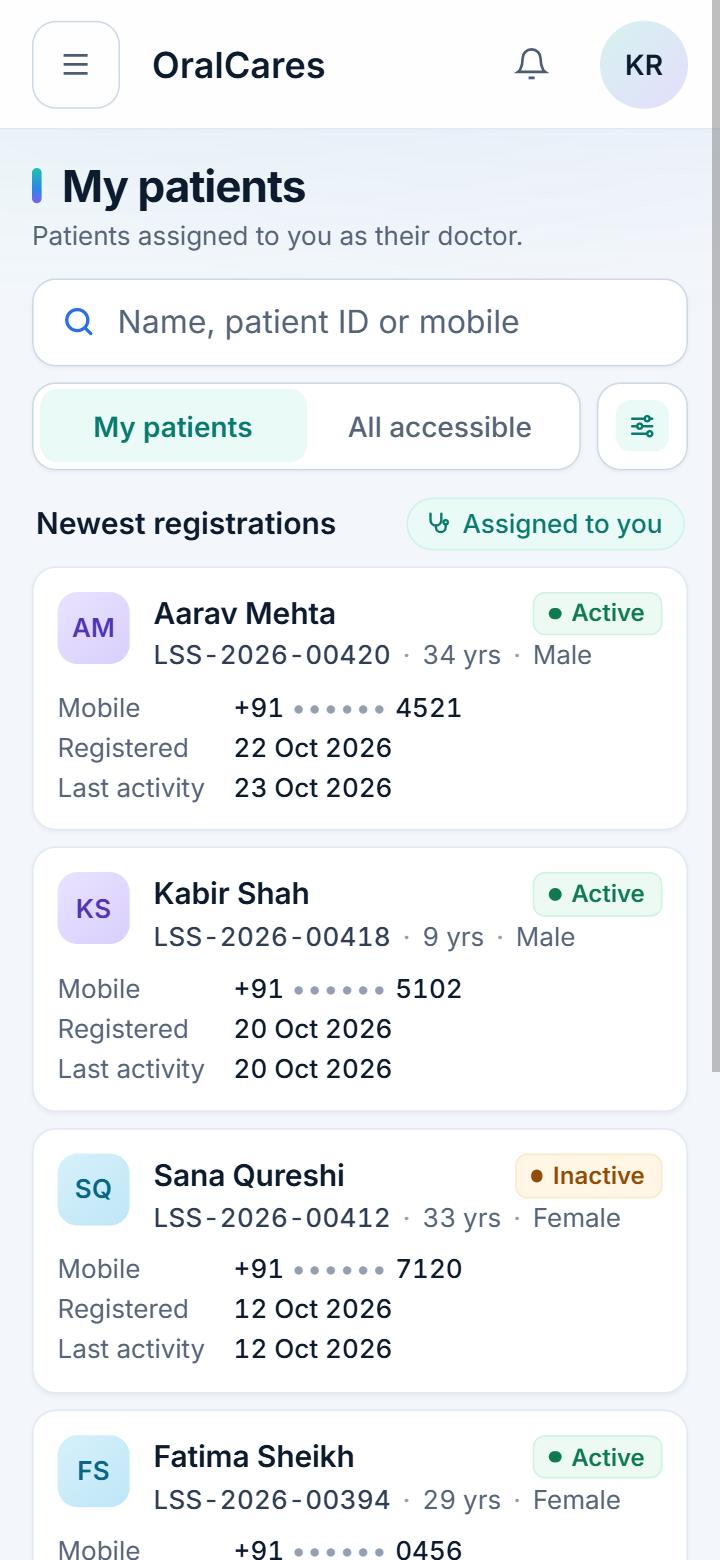 OralCares
KR
My patients
Patients assigned to you as their doctor.
Name, patient ID or mobile
My patients
All accessible
Newest registrations
Assigned to you
AM
Aarav Mehta
Active
LSS-2026-00420 · 34 yrs · Male
Mobile +91 •••••• 4521
Registered 22 Oct 2026
Last activity 23 Oct 2026
KS
Kabir Shah
Active
LSS-2026-00418 · 9 yrs · Male
Mobile +91 •••••• 5102
Registered 20 Oct 2026
Last activity 20 Oct 2026
SQ
Sana Qureshi
Inactive
LSS-2026-00412 · 33 yrs · Female
Mobile +91 •••••• 7120
Registered 12 Oct 2026
Last activity 12 Oct 2026
FS
Fatima Sheikh
Active
LSS-2026-00394 · 29 yrs · Female
Mobile +91 •••••• 0456